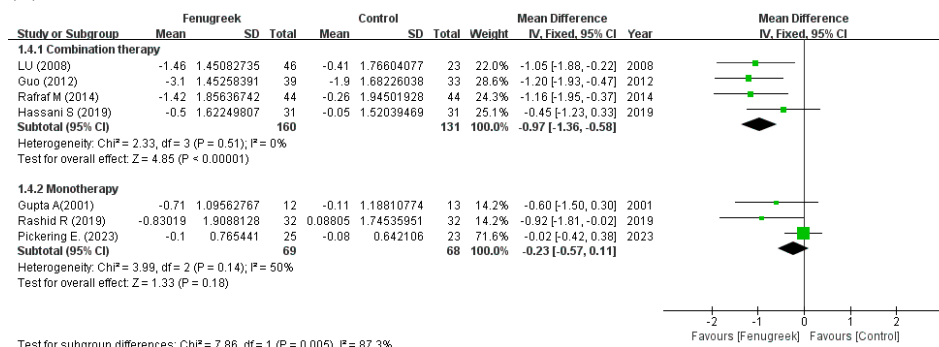 Fenugreek Control Mean Difference Mean Difference
Study or Subgroup Mean SD Total Mean SD Total Weight IV, Fixed, 95% CI Year IV, Fixed, 95% CI
1.4.1 Combination therapy
LU (2008) -1.46 1.45082735 46 -0.41 1.76604077 23 22.0% -1.05 [-1.88, -0.22] 2008
Guo (2012) -3.1 1.45258391 39 -1.9 1.68226038 33 28.6% -1.20 [-1.93, -0.47] 2012
Rafraf M (2014) -1.42 1.85636742 44 -0.26 1.94501928 44 24.3% -1.16 [-1.95, -0.37] 2014
Hassani S (2019) -0.5 1.62249807 31 -0.05 1.52039469 31 25.1% -0.45 [-1.23, 0.33] 2019
Subtotal (95% CI) 160 131 100.0% -0.97 [-1.36, -0.58]
Heterogeneity: Chi² = 2.33, df = 3 (P = 0.51); I² = 0%
Test for overall effect: Z = 4.85 (P < 0.00001)
1.4.2 Monotherapy
Gupta A(2001) -0.71 1.09562767 12 -0.11 1.18810774 13 14.2% -0.60 [-1.50, 0.30] 2001
Rashid R (2019) -0.83019 1.9088128 32 0.08805 1.74535951 32 14.2% -0.92 [-1.81, -0.02] 2019
Pickering E. (2023) -0.1 0.765441 25 -0.08 0.642106 23 71.6% -0.02 [-0.42, 0.38] 2023
Subtotal (95% CI) 69 68 100.0% -0.23 [-0.57, 0.11]
Heterogeneity: Chi² = 3.99, df = 2 (P = 0.14); I² = 50%
Test for overall effect: Z = 1.33 (P = 0.18)
-2 -1 0 1 2
Favours [Fenugreek] Favours [Control]
Test for subgroup differences: Chi² = 7.86, df = 1 (P = 0.005), I² = 87.3%